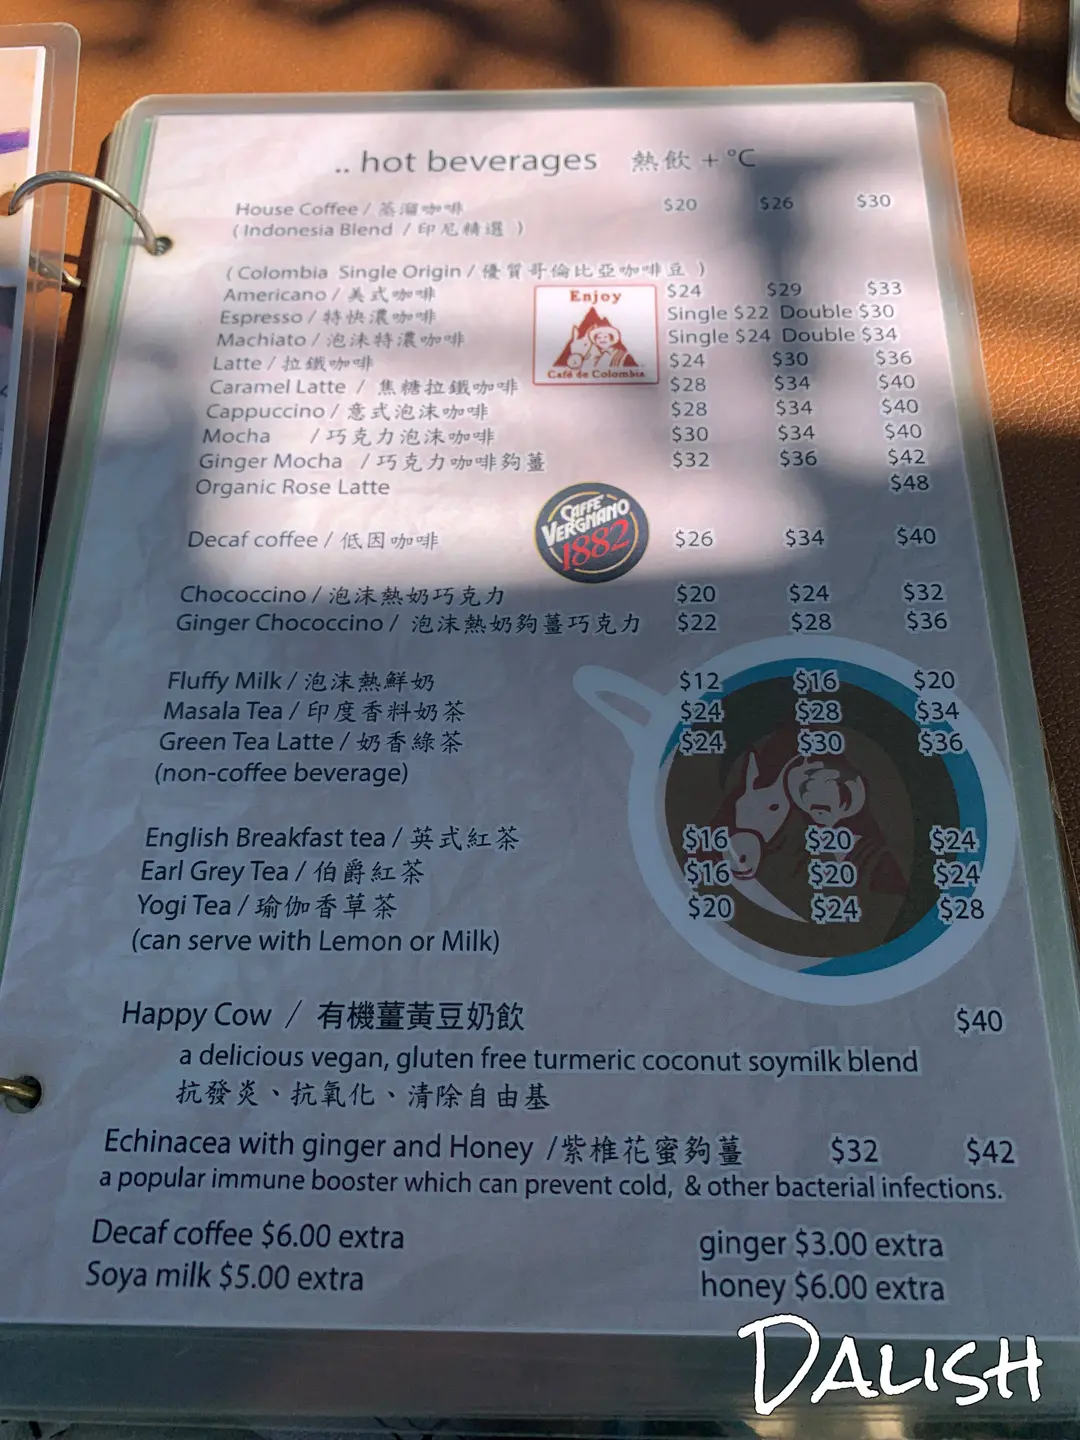 .. hot beverages 熱飲 + °C
House Coffee / 蒸溜咖啡 $20 $26 $30
( Indonesia Blend / 印尼精選 )
( Colombia Single Origin / 優質哥倫比亞咖啡豆 )
Americano / 美式咖啡 $24 $29 $33
Espresso / 特快濃咖啡 Single $22 Double $30
Machiato / 泡沫特濃咖啡 Single $24 Double $34
Latte / 拉鐵咖啡 $24 $30 $36
Caramel Latte / 焦糖拉鐵咖啡 $28 $34 $40
Cappuccino / 意式泡沫咖啡 $28 $34 $40
Mocha / 巧克力泡沫咖啡 $30 $34 $40
Ginger Mocha / 巧克力咖啡夠薑 $32 $36 $42
Organic Rose Latte $48
Enjoy
Café de Colombia
Decaf coffee / 低因咖啡 $26 $34 $40
CAFFÈ
VERGNANO
1882
Chococcino / 泡沫熱奶巧克力 $20 $24 $32
Ginger Chococcino / 泡沫熱奶夠薑巧克力 $22 $28 $36
Fluffy Milk / 泡沫熱鮮奶 $12 $16 $20
Masala Tea / 印度香料奶茶 $24 $28 $34
Green Tea Latte / 奶香綠茶 $24 $30 $36
(non-coffee beverage)
English Breakfast tea / 英式紅茶 $16 $20 $24
Earl Grey Tea / 伯爵紅茶 $16 $20 $24
Yogi Tea / 瑜伽香草茶 $20 $24 $28
(can serve with Lemon or Milk)
Happy Cow / 有機薑黃豆奶飲 $40
a delicious vegan, gluten free turmeric coconut soymilk blend
抗發炎、抗氧化、清除自由基
Echinacea with ginger and Honey /紫椎花蜜夠薑 $32 $42
a popular immune booster which can prevent cold, & other bacterial infections.
Decaf coffee $6.00 extra ginger $3.00 extra
Soya milk $5.00 extra honey $6.00 extra
DALISH